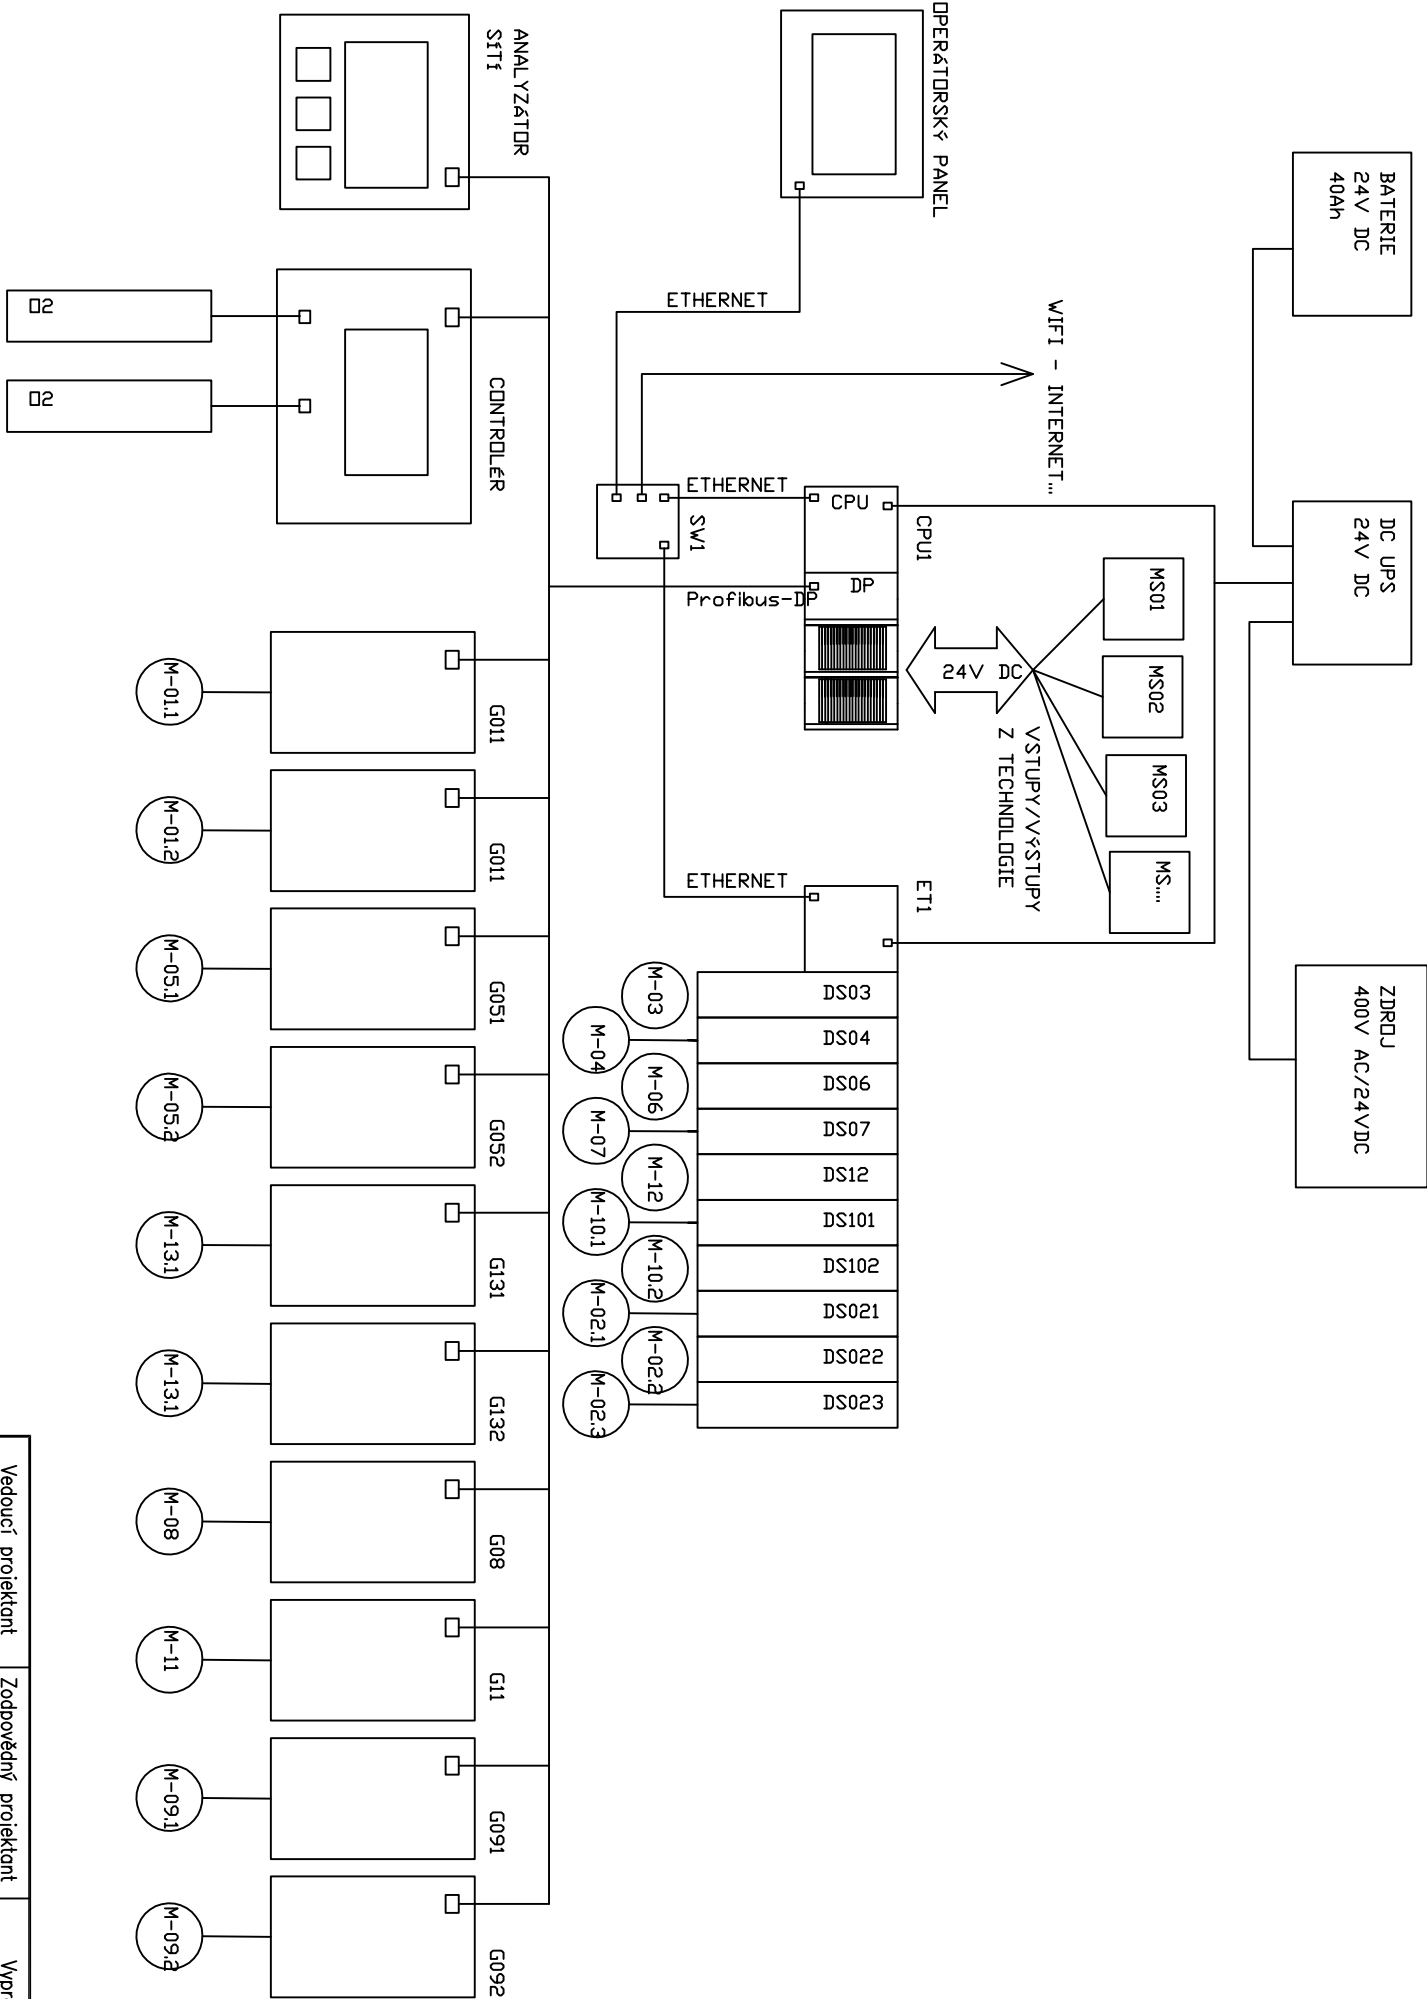 BATERIE
24V DC
40Ah
DC UPS
24V DC
ZDROJ
400V AC/24VDC
OPERÁTORSKÝ PANEL
WIFI - INTERNET...
ETHERNET
ETHERNET
SW1
CPU
CPU1
DP
Profibus-DP
24V DC
MS01
MS02
MS03
MS....
VSTUPY/VÝSTUPY
Z TECHNOLOGIE
ETHERNET
ET1
DS03
DS04
DS06
DS07
DS12
DS101
DS102
DS021
DS022
DS023
M-03
M-04
M-06
M-07
M-12
M-10.1
M-10.2
M-02.1
M-02.2
M-02.3
ANALYZÁTOR
SÍTÍ
CONTROLÉR
O2
O2
G011
G011
G051
G052
G131
G132
G08
G11
G091
G092
M-01.1
M-01.2
M-05.1
M-05.2
M-13.1
M-13.1
M-08
M-11
M-09.1
M-09.2
Vedoucí projektant
Zodpovědný projektant